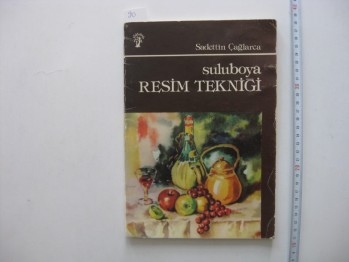 Sadettin Çağlarca
suluboya
RESİM TEKNİĞİ